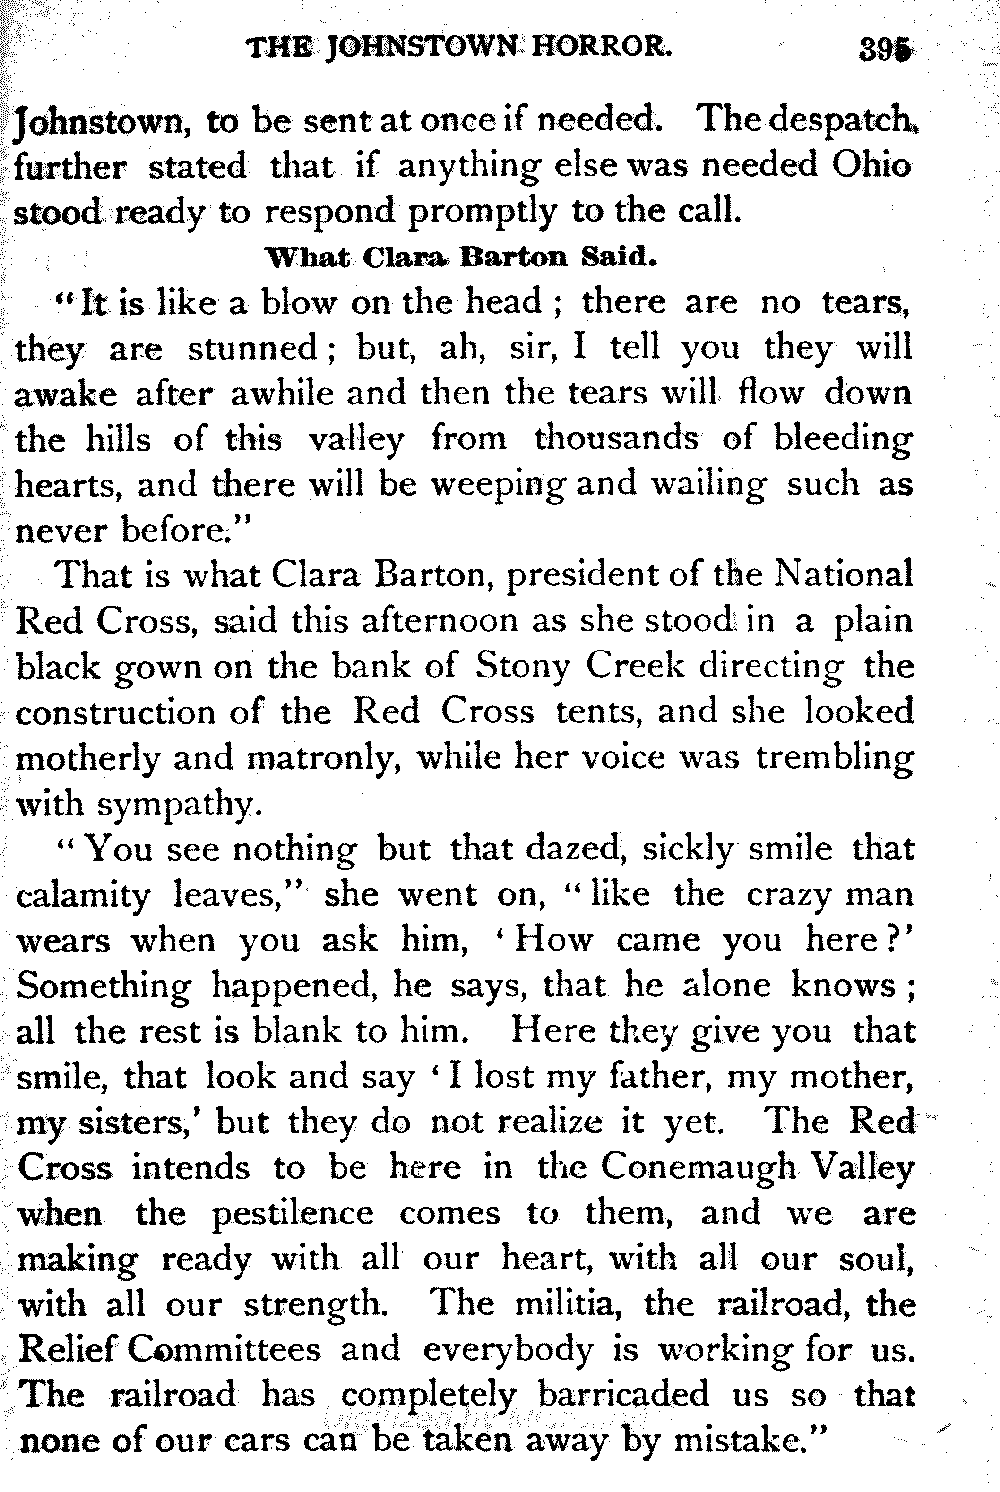 THE JOHNSTOWN HORROR. 395
Johnstown, to be sent at once if needed. The despatch
further stated that if anything else was needed Ohio
stood ready to respond promptly to the call.
What Clara Barton Said.
"It is like a blow on the head ; there are no tears,
they are stunned ; but, ah, sir, I tell you they will
awake after awhile and then the tears will flow down
the hills of this valley from thousands of bleeding
hearts, and there will be weeping and wailing such as
never before."
That is what Clara Barton, president of the National
Red Cross, said this afternoon as she stood in a plain
black gown on the bank of Stony Creek directing the
construction of the Red Cross tents, and she looked
motherly and matronly, while her voice was trembling
with sympathy.
"You see nothing but that dazed, sickly smile that
calamity leaves," she went on, "like the crazy man
wears when you ask him, 'How came you here?'
Something happened, he says, that he alone knows ;
all the rest is blank to him. Here they give you that
smile, that look and say 'I lost my father, my mother,
my sisters,' but they do not realize it yet. The Red
Cross intends to be here in the Conemaugh Valley
when the pestilence comes to them, and we are
making ready with all our heart, with all our soul,
with all our strength. The militia, the railroad, the
Relief Committees and everybody is working for us.
The railroad has completely barricaded us so that
none of our cars can be taken away by mistake."